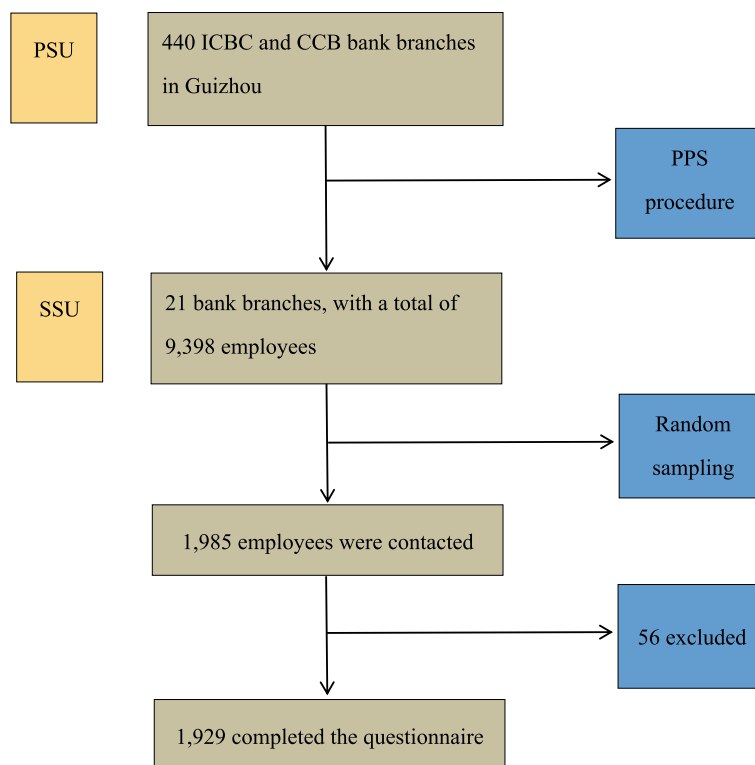 PSU
440 ICBC and CCB bank branches
in Guizhou
PPS
procedure
SSU
21 bank branches, with a total of
9,398 employees
Random
sampling
1,985 employees were contacted
56 excluded
1,929 completed the questionnaire